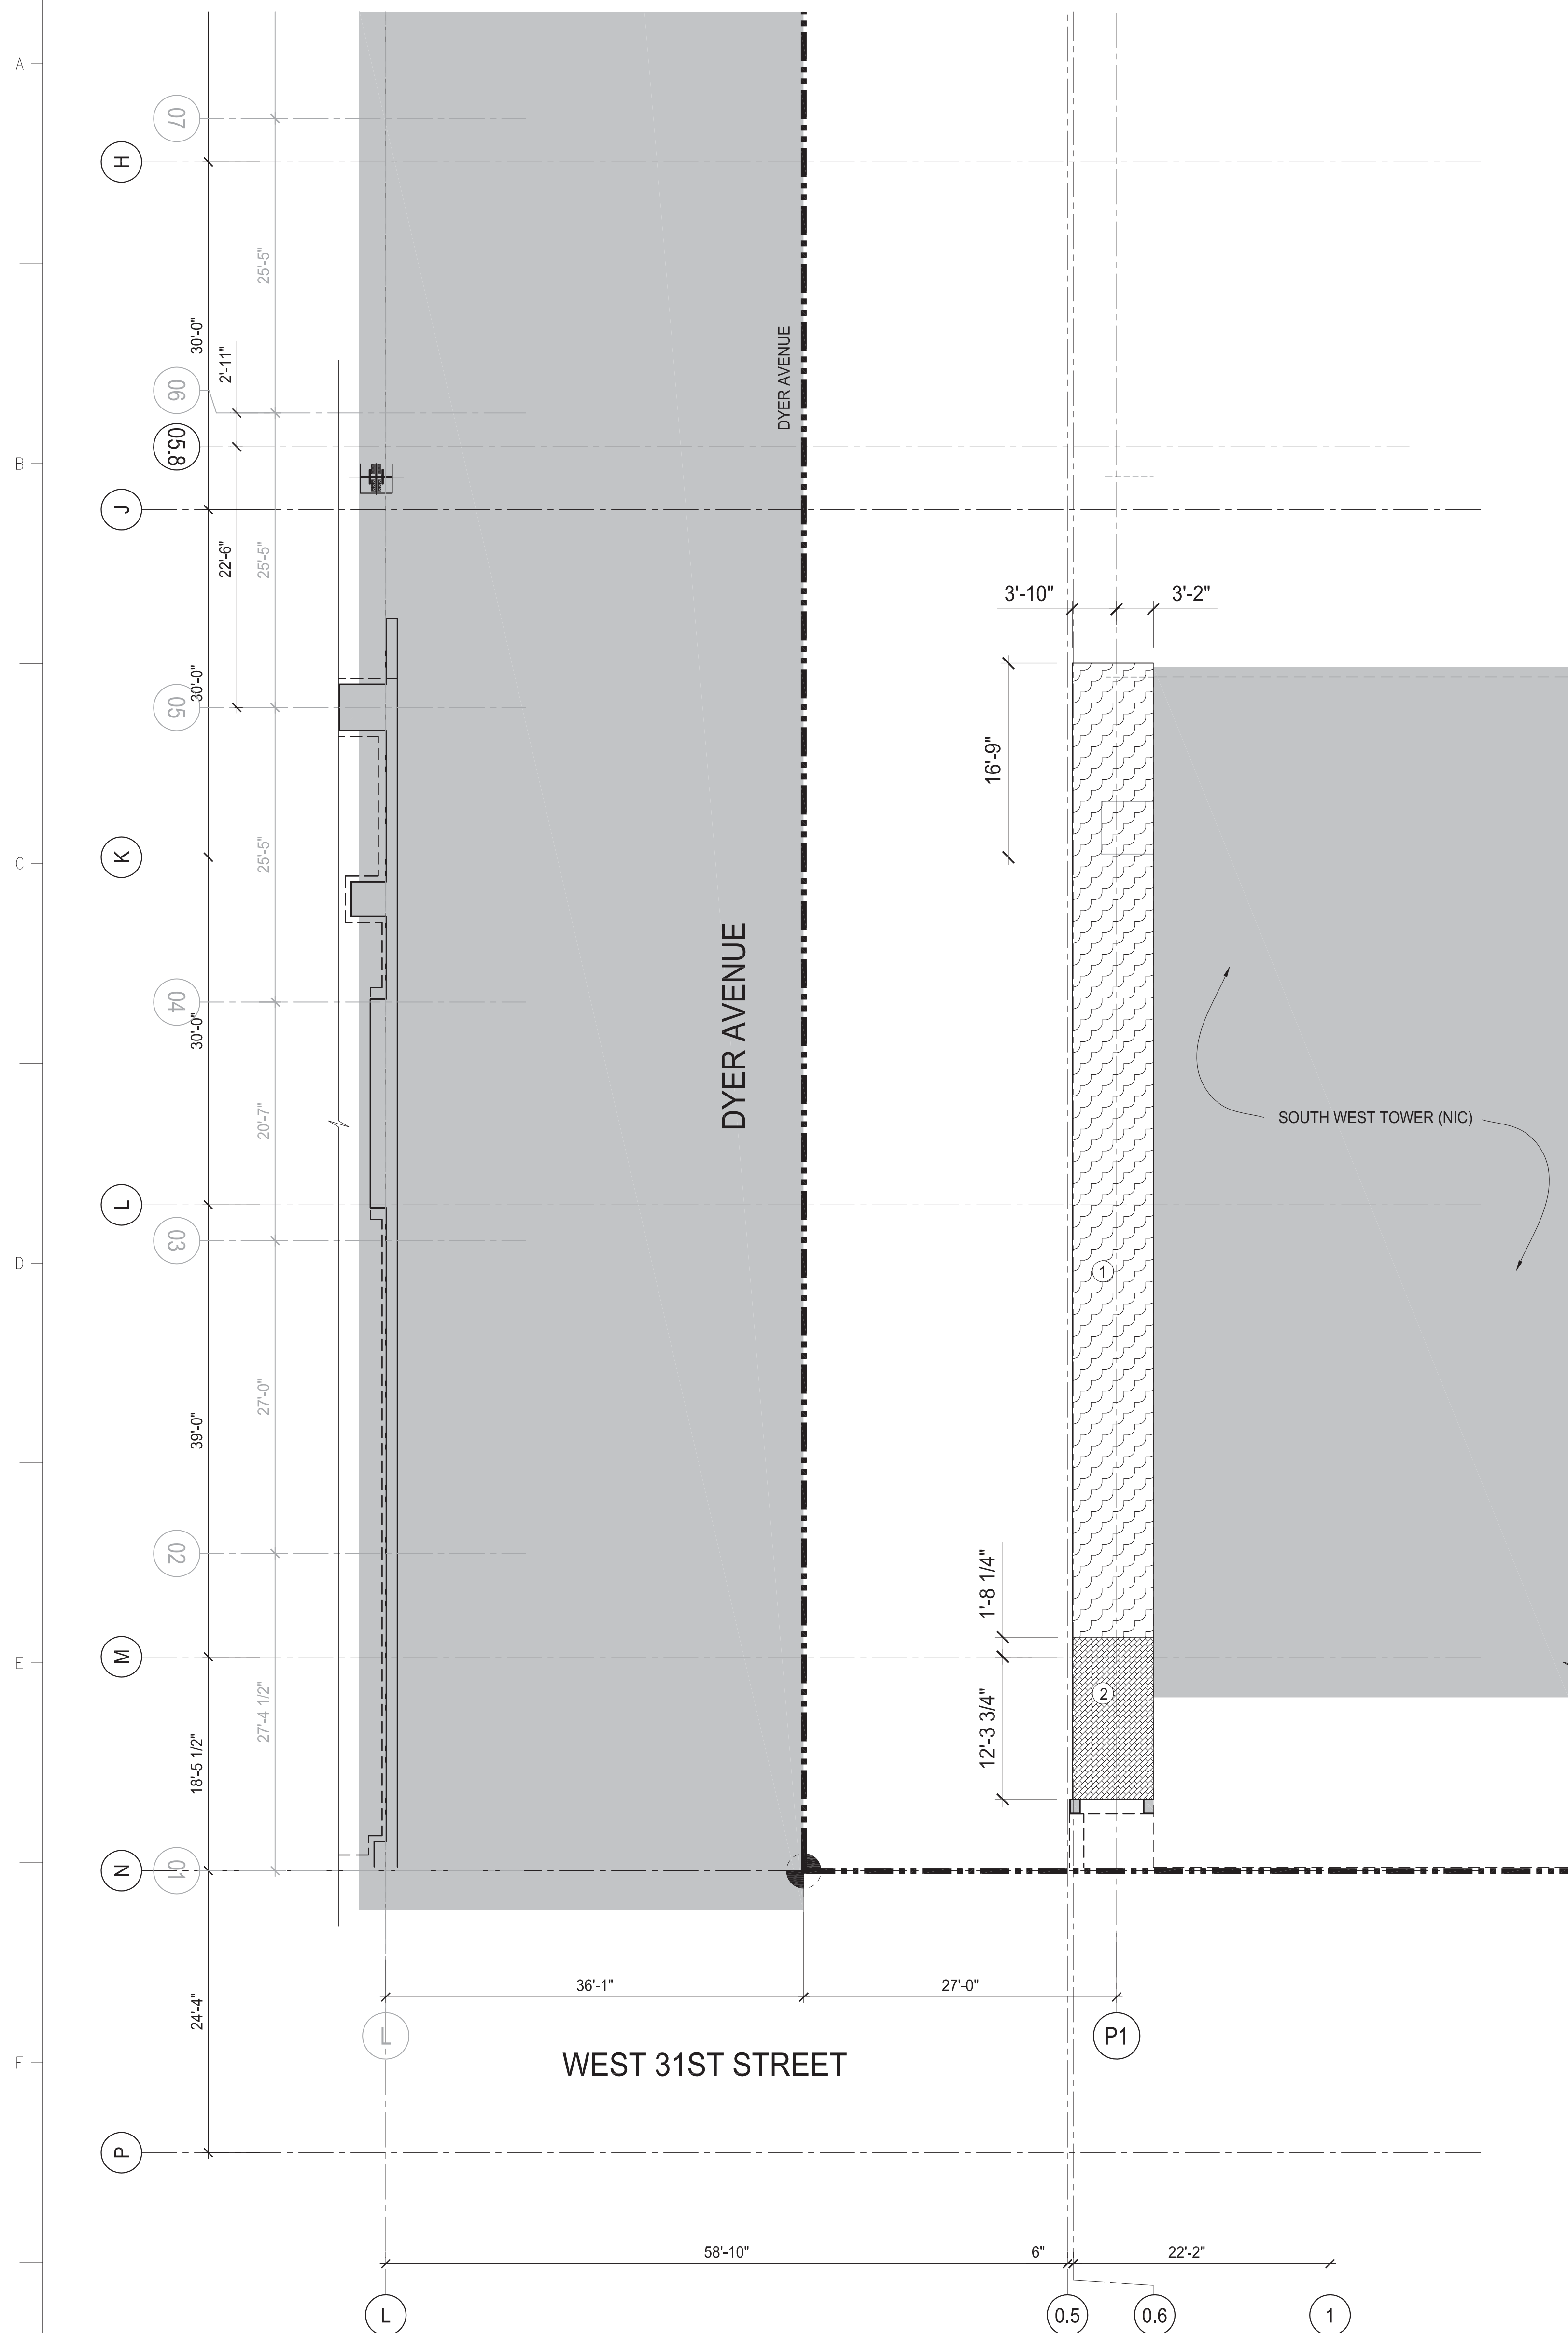 A
07
H
25'-5"
30'-0"
2'-11"
DYER AVENUE
06
05.8
B
J
22'-6"
25'-5"
3'-10"
3'-2"
30'-0"
05
16'-9"
K
C
25'-5"
DYER AVENUE
04
30'-0"
20'-7"
SOUTH WEST TOWER (NIC)
L
03
D
1
27'-0"
39'-0"
02
1'-8 1/4"
M
E
2
27'-4 1/2"
12'-3 3/4"
18'-5 1/2"
N
01
36'-1"
27'-0"
24'-4"
L
P1
WEST 31ST STREET
F
P
58'-10"
6"
22'-2"
L
0.5
0.6
1